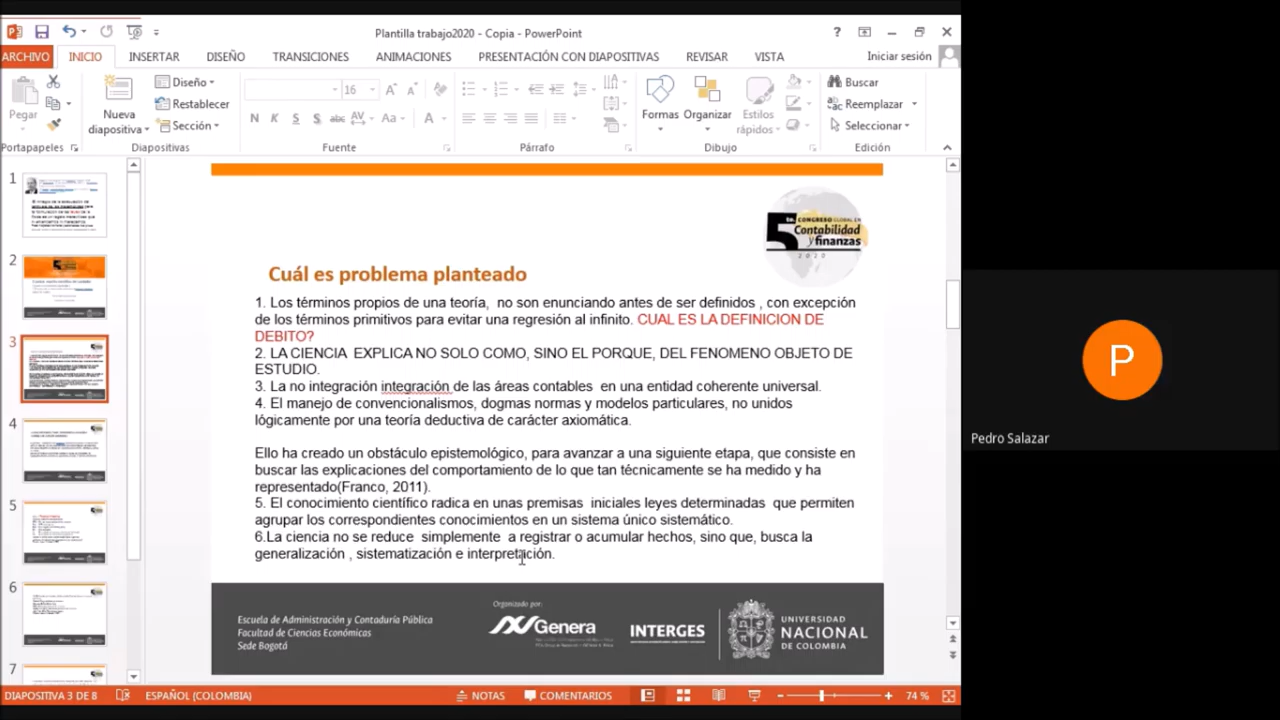 Plantilla trabajo2020 - Copia - PowerPoint
?
ARCHIVO INICIO INSERTAR DISEÑO TRANSICIONES ANIMACIONES PRESENTACIÓN CON DIAPOSITIVAS REVISAR VISTA Iniciar sesión
Pegar
Portapapeles
Nueva
diapositiva
Diseño
Restablecer
Sección
Diapositivas
16
N K S S abc AV Aa A
Fuente
Párrafo
Formas Organizar Estilos
rápidos
Dibujo
Buscar
Reemplazar
Seleccionar
Edición
1
2
3
4
5
6
7
5to. CONGRESO GLOBAL EN
Contabilidad
y finanzas
2020
Cuál es problema planteado
1. Los términos propios de una teoría, no son enunciando antes de ser definidos , con excepción
de los términos primitivos para evitar una regresión al infinito. CUAL ES LA DEFINICION DE
DEBITO?
2. LA CIENCIA EXPLICA NO SOLO COMO, SINO EL PORQUE, DEL FENOMENO OBJETO DE
ESTUDIO.
3. La no integración integración de las áreas contables en una entidad coherente universal.
4. El manejo de convencionalismos, dogmas normas y modelos particulares, no unidos
lógicamente por una teoría deductiva de carácter axiomática.
Ello ha creado un obstáculo epistemológico, para avanzar a una siguiente etapa, que consiste en
buscar las explicaciones del comportamiento de lo que tan técnicamente se ha medido y ha
representado(Franco, 2011).
5. El conocimiento científico radica en unas premisas iniciales leyes determinadas que permiten
agrupar los correspondientes conocimientos en un sistema único sistemático.
6.La ciencia no se reduce simplemente a registrar o acumular hechos, sino que, busca la
generalización , sistematización e interpretación.
Escuela de Administración y Contaduría Pública
Facultad de Ciencias Económicas
Sede Bogotá
Organizado por:
Genera
INTERGES
UNIVERSIDAD
NACIONAL
DE COLOMBIA
P
Pedro Salazar
DIAPOSITIVA 3 DE 8 ESPAÑOL (COLOMBIA) NOTAS COMENTARIOS 74 %